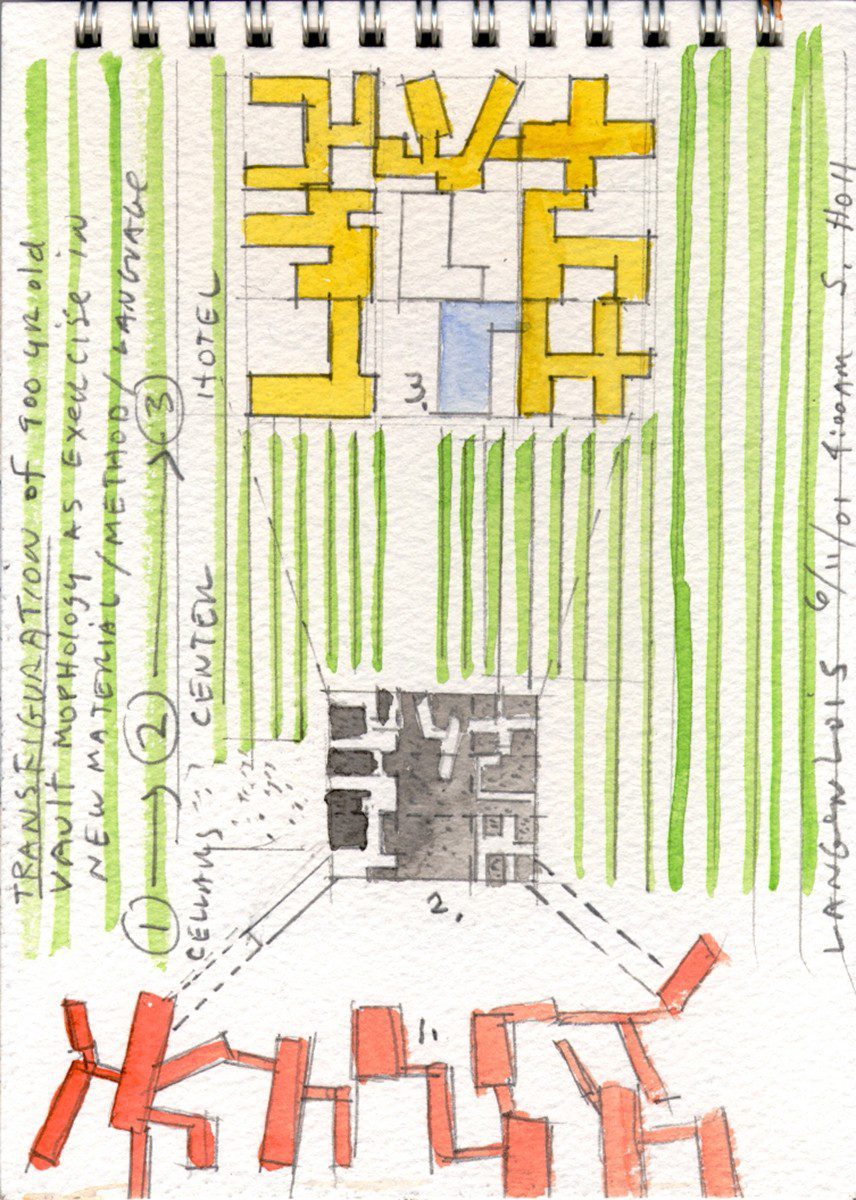 TRANSFIGURATION of 900 YR old
VAULT MOPHOLOGY AS EXERCISE IN
NEW MATERIAL / METHOD / LANGUAGE
1 → 2 → 3
CELLARS CENTER HOTEL
3.
2.
1.
LANGENLOIS 6/11/01 4:00AM S. HOLL